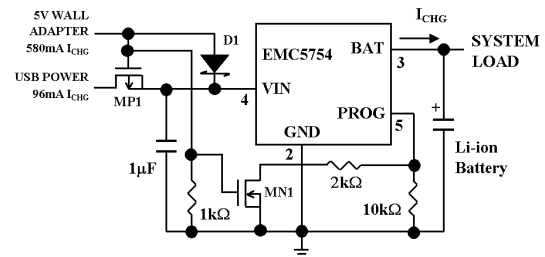 5V WALL
ADAPTER
580mA ICHG
USB POWER
96mA ICHG
MP1
D1
EMC5754
BAT
VIN
PROG
GND
4
3
5
2
ICHG
SYSTEM
LOAD
+
Li-ion
Battery
1µF
1kΩ
MN1
2kΩ
10kΩ